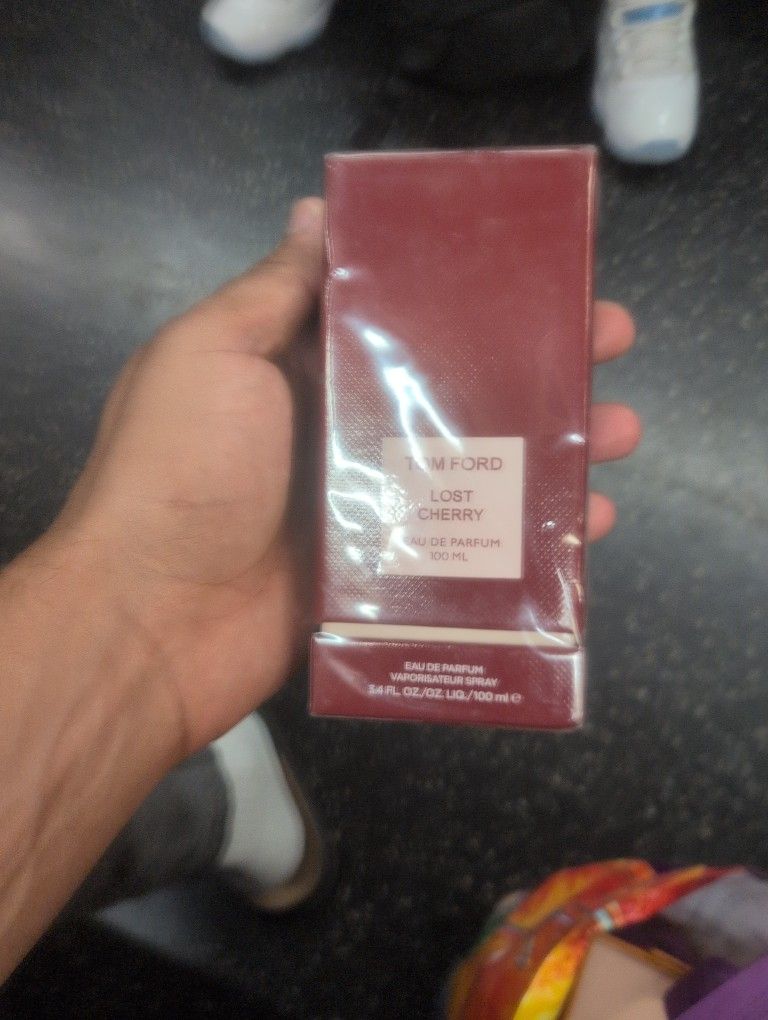 TOM FORD
LOST
CHERRY
EAU DE PARFUM
100 ML
EAU DE PARFUM
VAPORISATEUR SPRAY
3.4 FL. OZ./OZ. LIQ./100 ml ℮